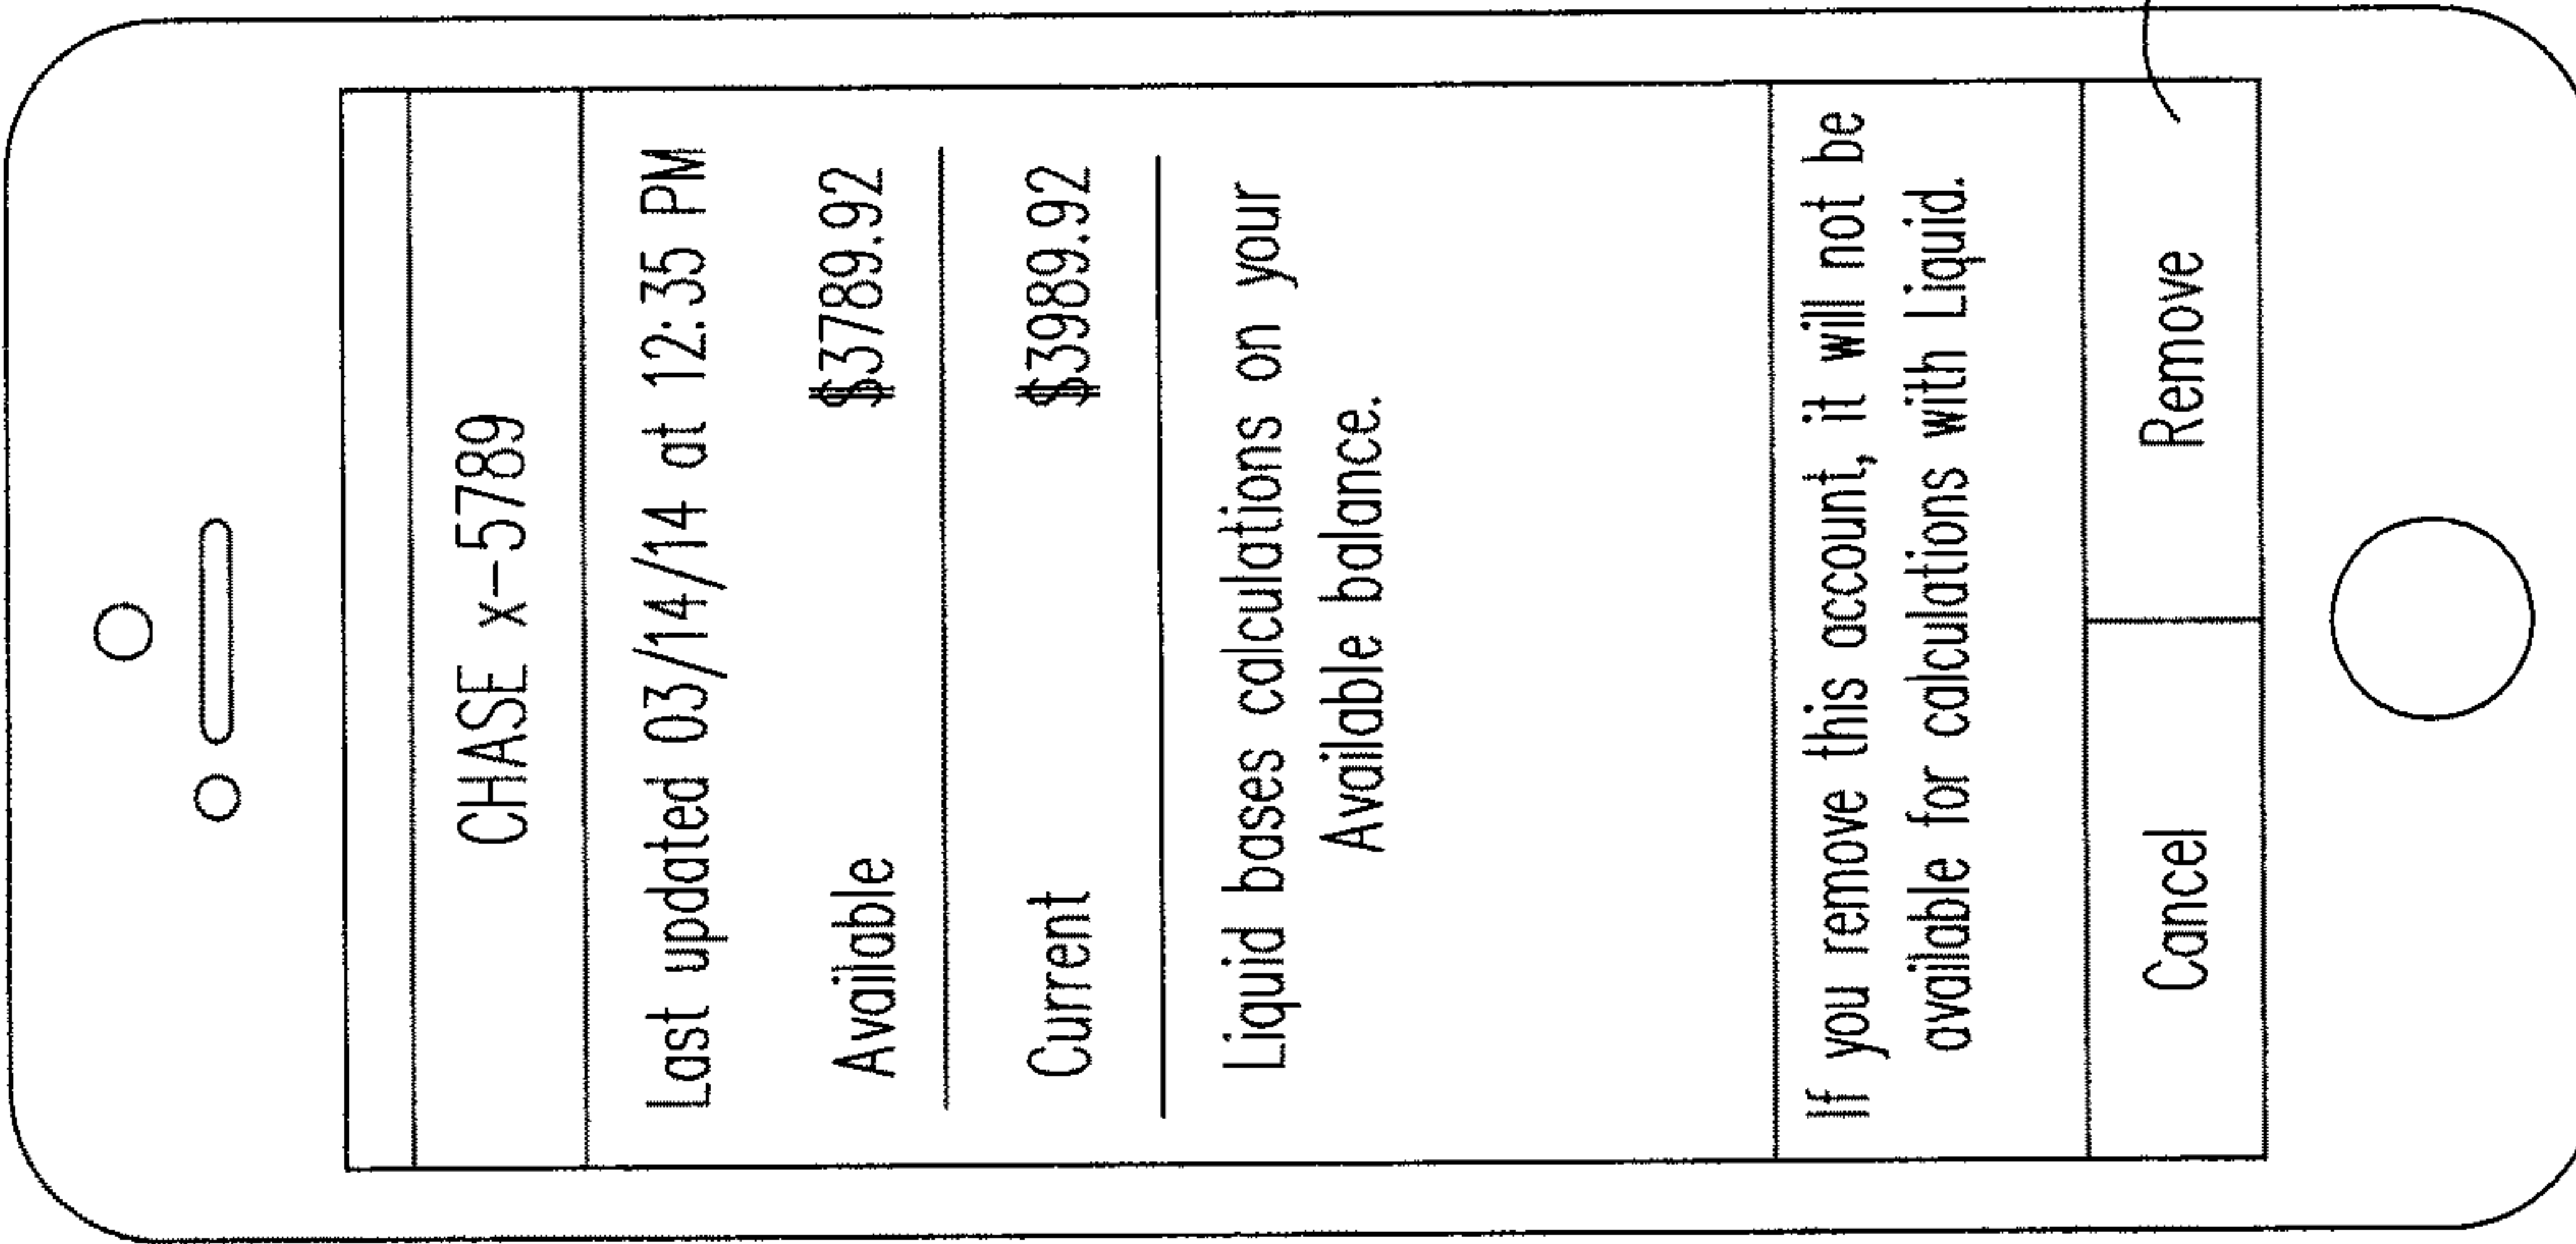 CHASE x-5789
Last updated 03/14/14 at 12:35 PM
Available $3789.92
Current $3989.92
Liquid bases calculations on your
Available balance.
If you remove this account, it will not be
available for calculations with Liquid.
Cancel Remove